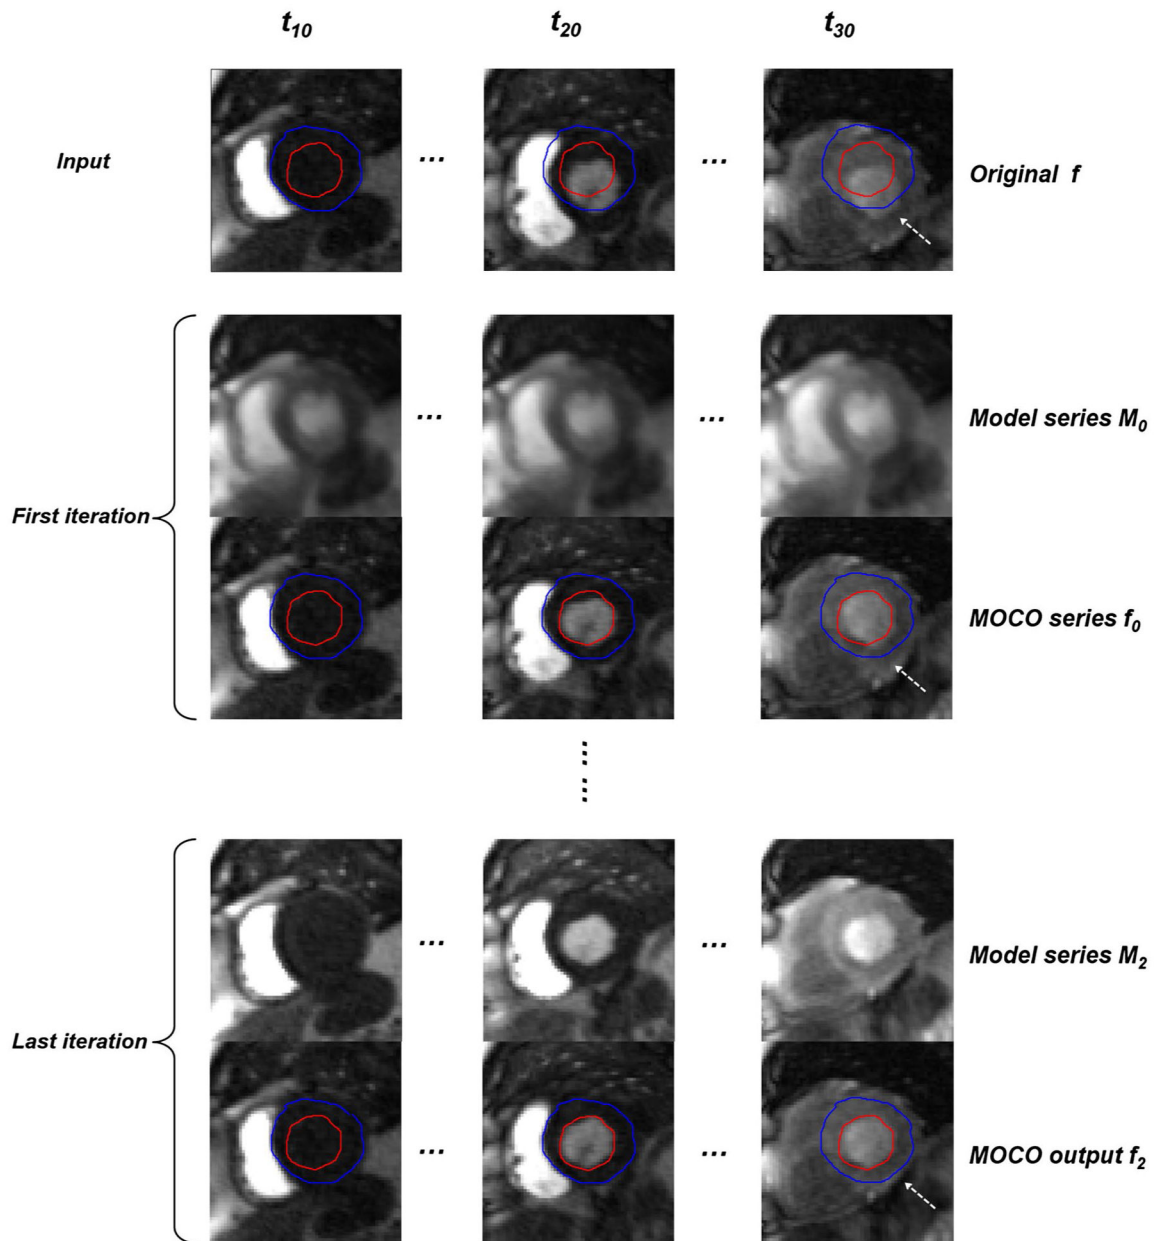 t10 t20 t30
Input ... ... Original f
... ... Model series M0
First iteration
MOCO series f0
... ... Model series M2
Last iteration
... ... MOCO output f2